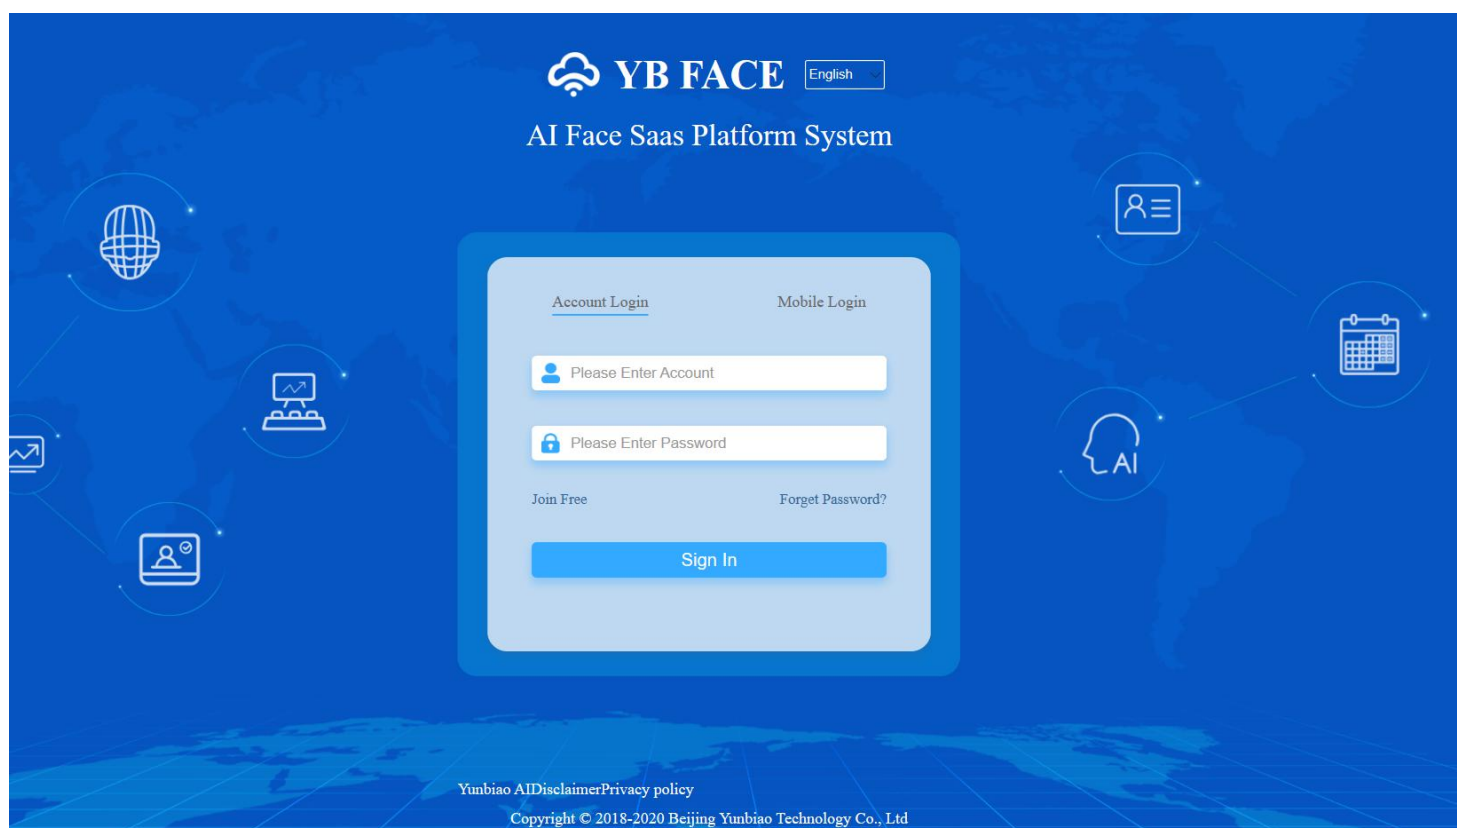 YB FACE English
AI Face Saas Platform System
Account Login Mobile Login
Please Enter Account
Please Enter Password
Join Free Forget Password?
Sign In
AI
Yunbiao AIDisclaimerPrivacy policy
Copyright © 2018-2020 Beijing Yunbiao Technology Co., Ltd